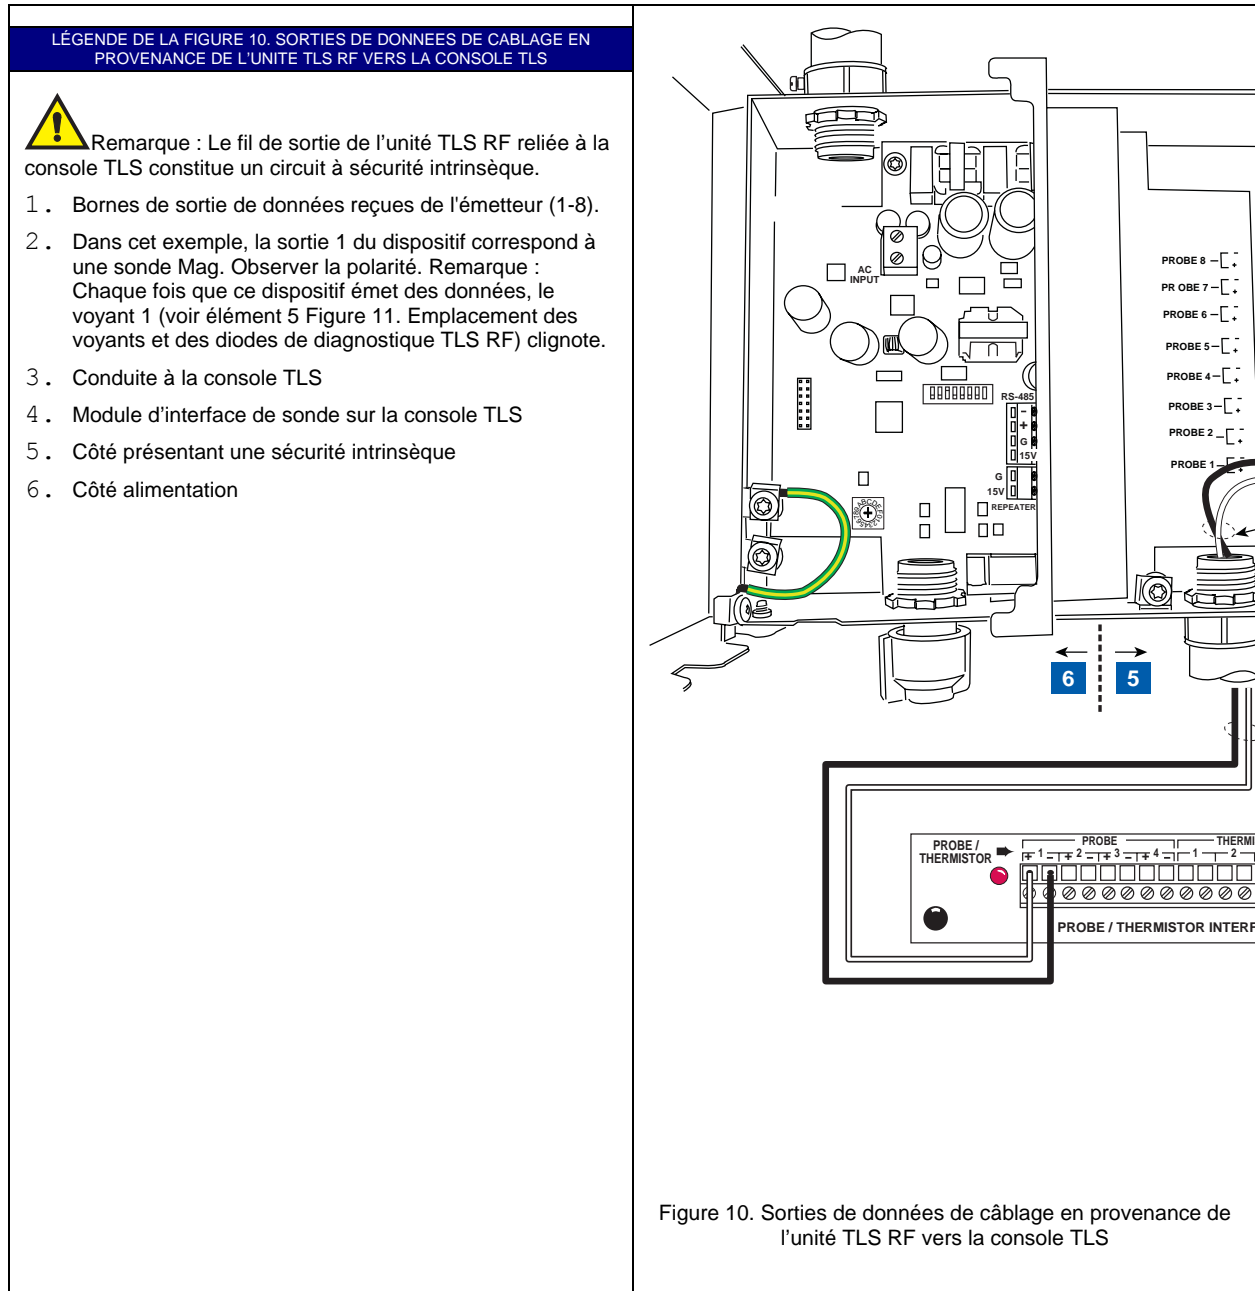 LÉGENDE DE LA FIGURE 10. SORTIES DE DONNEES DE CABLAGE EN
PROVENANCE DE L'UNITE TLS RF VERS LA CONSOLE TLS
Remarque : Le fil de sortie de l'unité TLS RF reliée à la
console TLS constitue un circuit à sécurité intrinsèque.
1. Bornes de sortie de données reçues de l'émetteur (1-8).
2. Dans cet exemple, la sortie 1 du dispositif correspond à
une sonde Mag. Observer la polarité. Remarque :
Chaque fois que ce dispositif émet des données, le
voyant 1 (voir élément 5 Figure 11. Emplacement des
voyants et des diodes de diagnostique TLS RF) clignote.
3. Conduite à la console TLS
4. Module d'interface de sonde sur la console TLS
5. Côté présentant une sécurité intrinsèque
6. Côté alimentation
AC
INPUT
RS-485
-
+
G
15V
G
15V
REPEATER
PROBE 8
PR OBE 7
PROBE 6
PROBE 5
PROBE 4
PROBE 3
PROBE 2
PROBE 1
6 5
PROBE /
THERMISTOR
PROBE THERMI
+ 1 - + 2 - + 3 - + 4 - 1 2
PROBE / THERMISTOR INTERF
Figure 10. Sorties de données de câblage en provenance de
l'unité TLS RF vers la console TLS